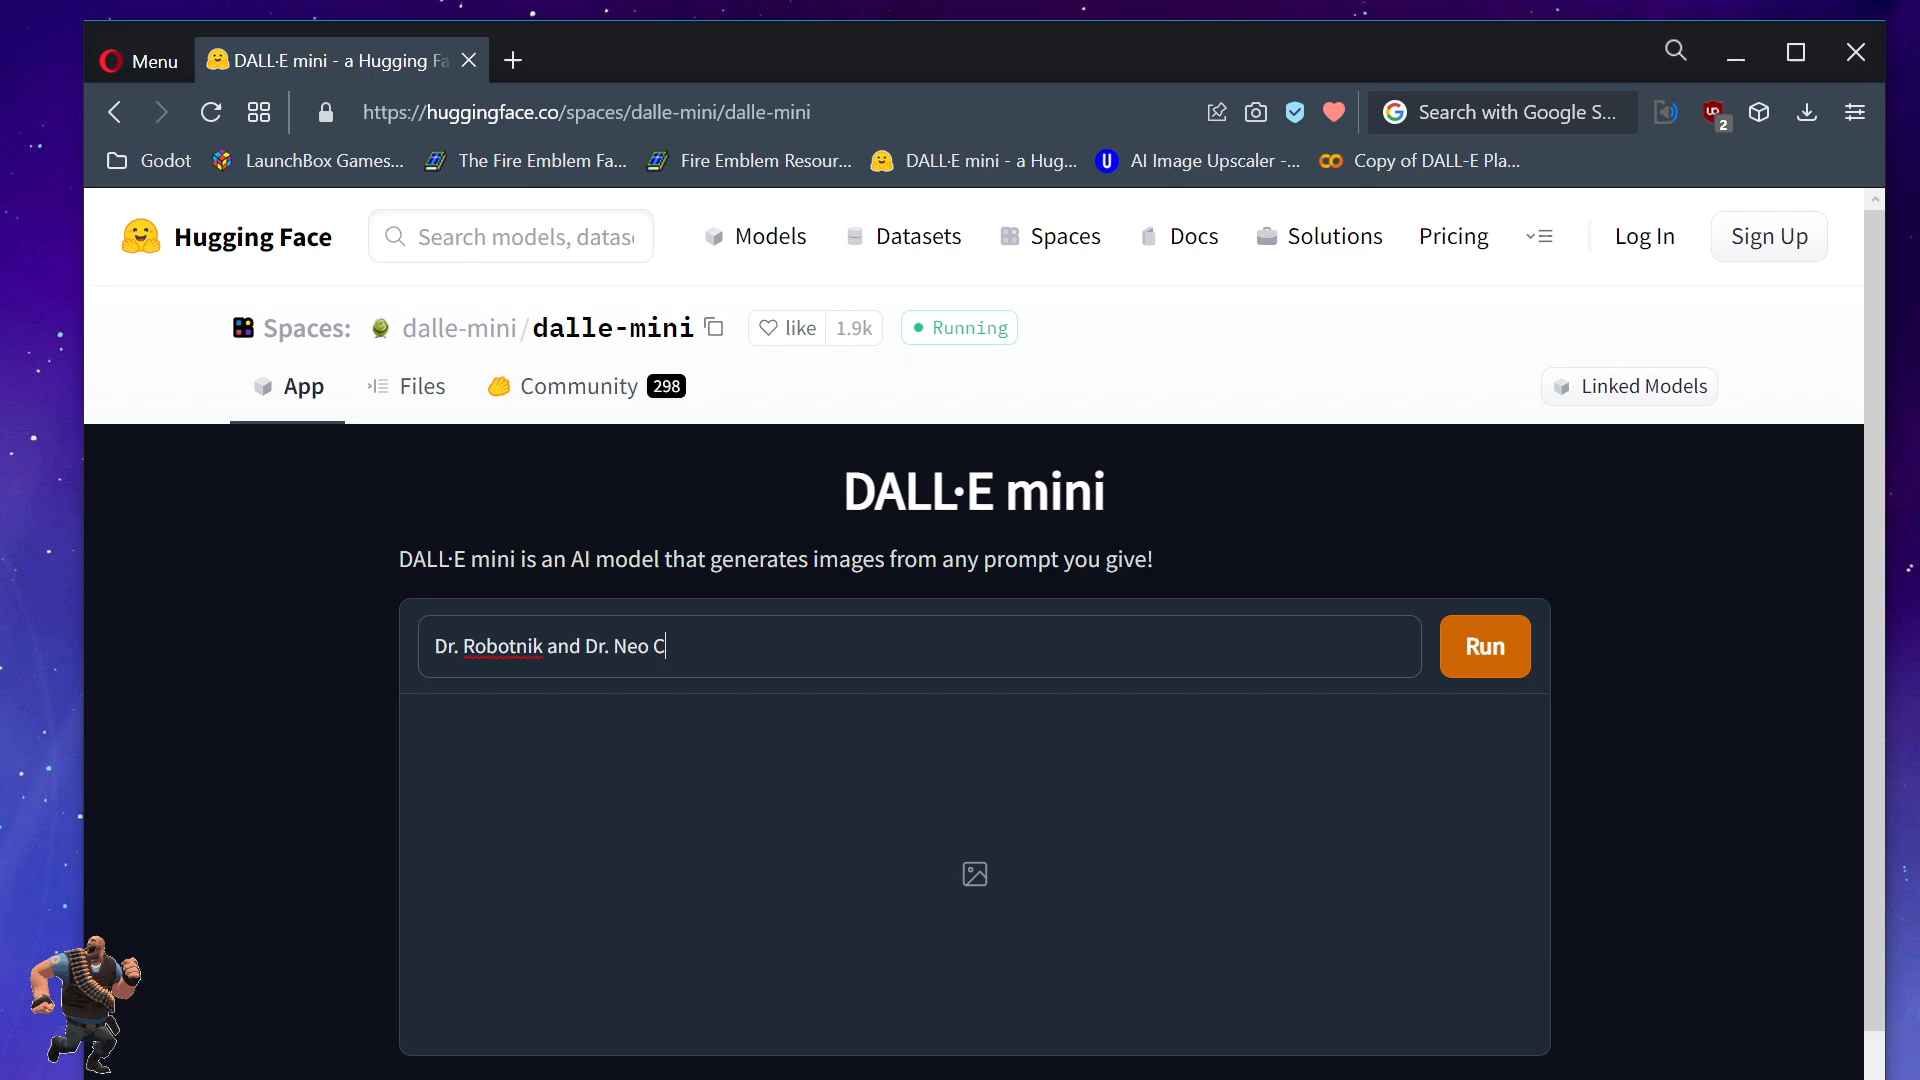 Menu DALL·E mini - a Hugging Fa
https://huggingface.co/spaces/dalle-mini/dalle-mini Search with Google S... 2
Godot LaunchBox Games... The Fire Emblem Fa... Fire Emblem Resour... DALL·E mini - a Hug... U AI Image Upscaler -... Copy of DALL-E Pla...
Hugging Face Search models, datas Models Datasets Spaces Docs Solutions Pricing Log In Sign Up
Spaces: dalle-mini/dalle-mini like 1.9k Running
App Files Community 298 Linked Models
DALL·E mini
DALL·E mini is an AI model that generates images from any prompt you give!
Dr. Robotnik and Dr. Neo C Run